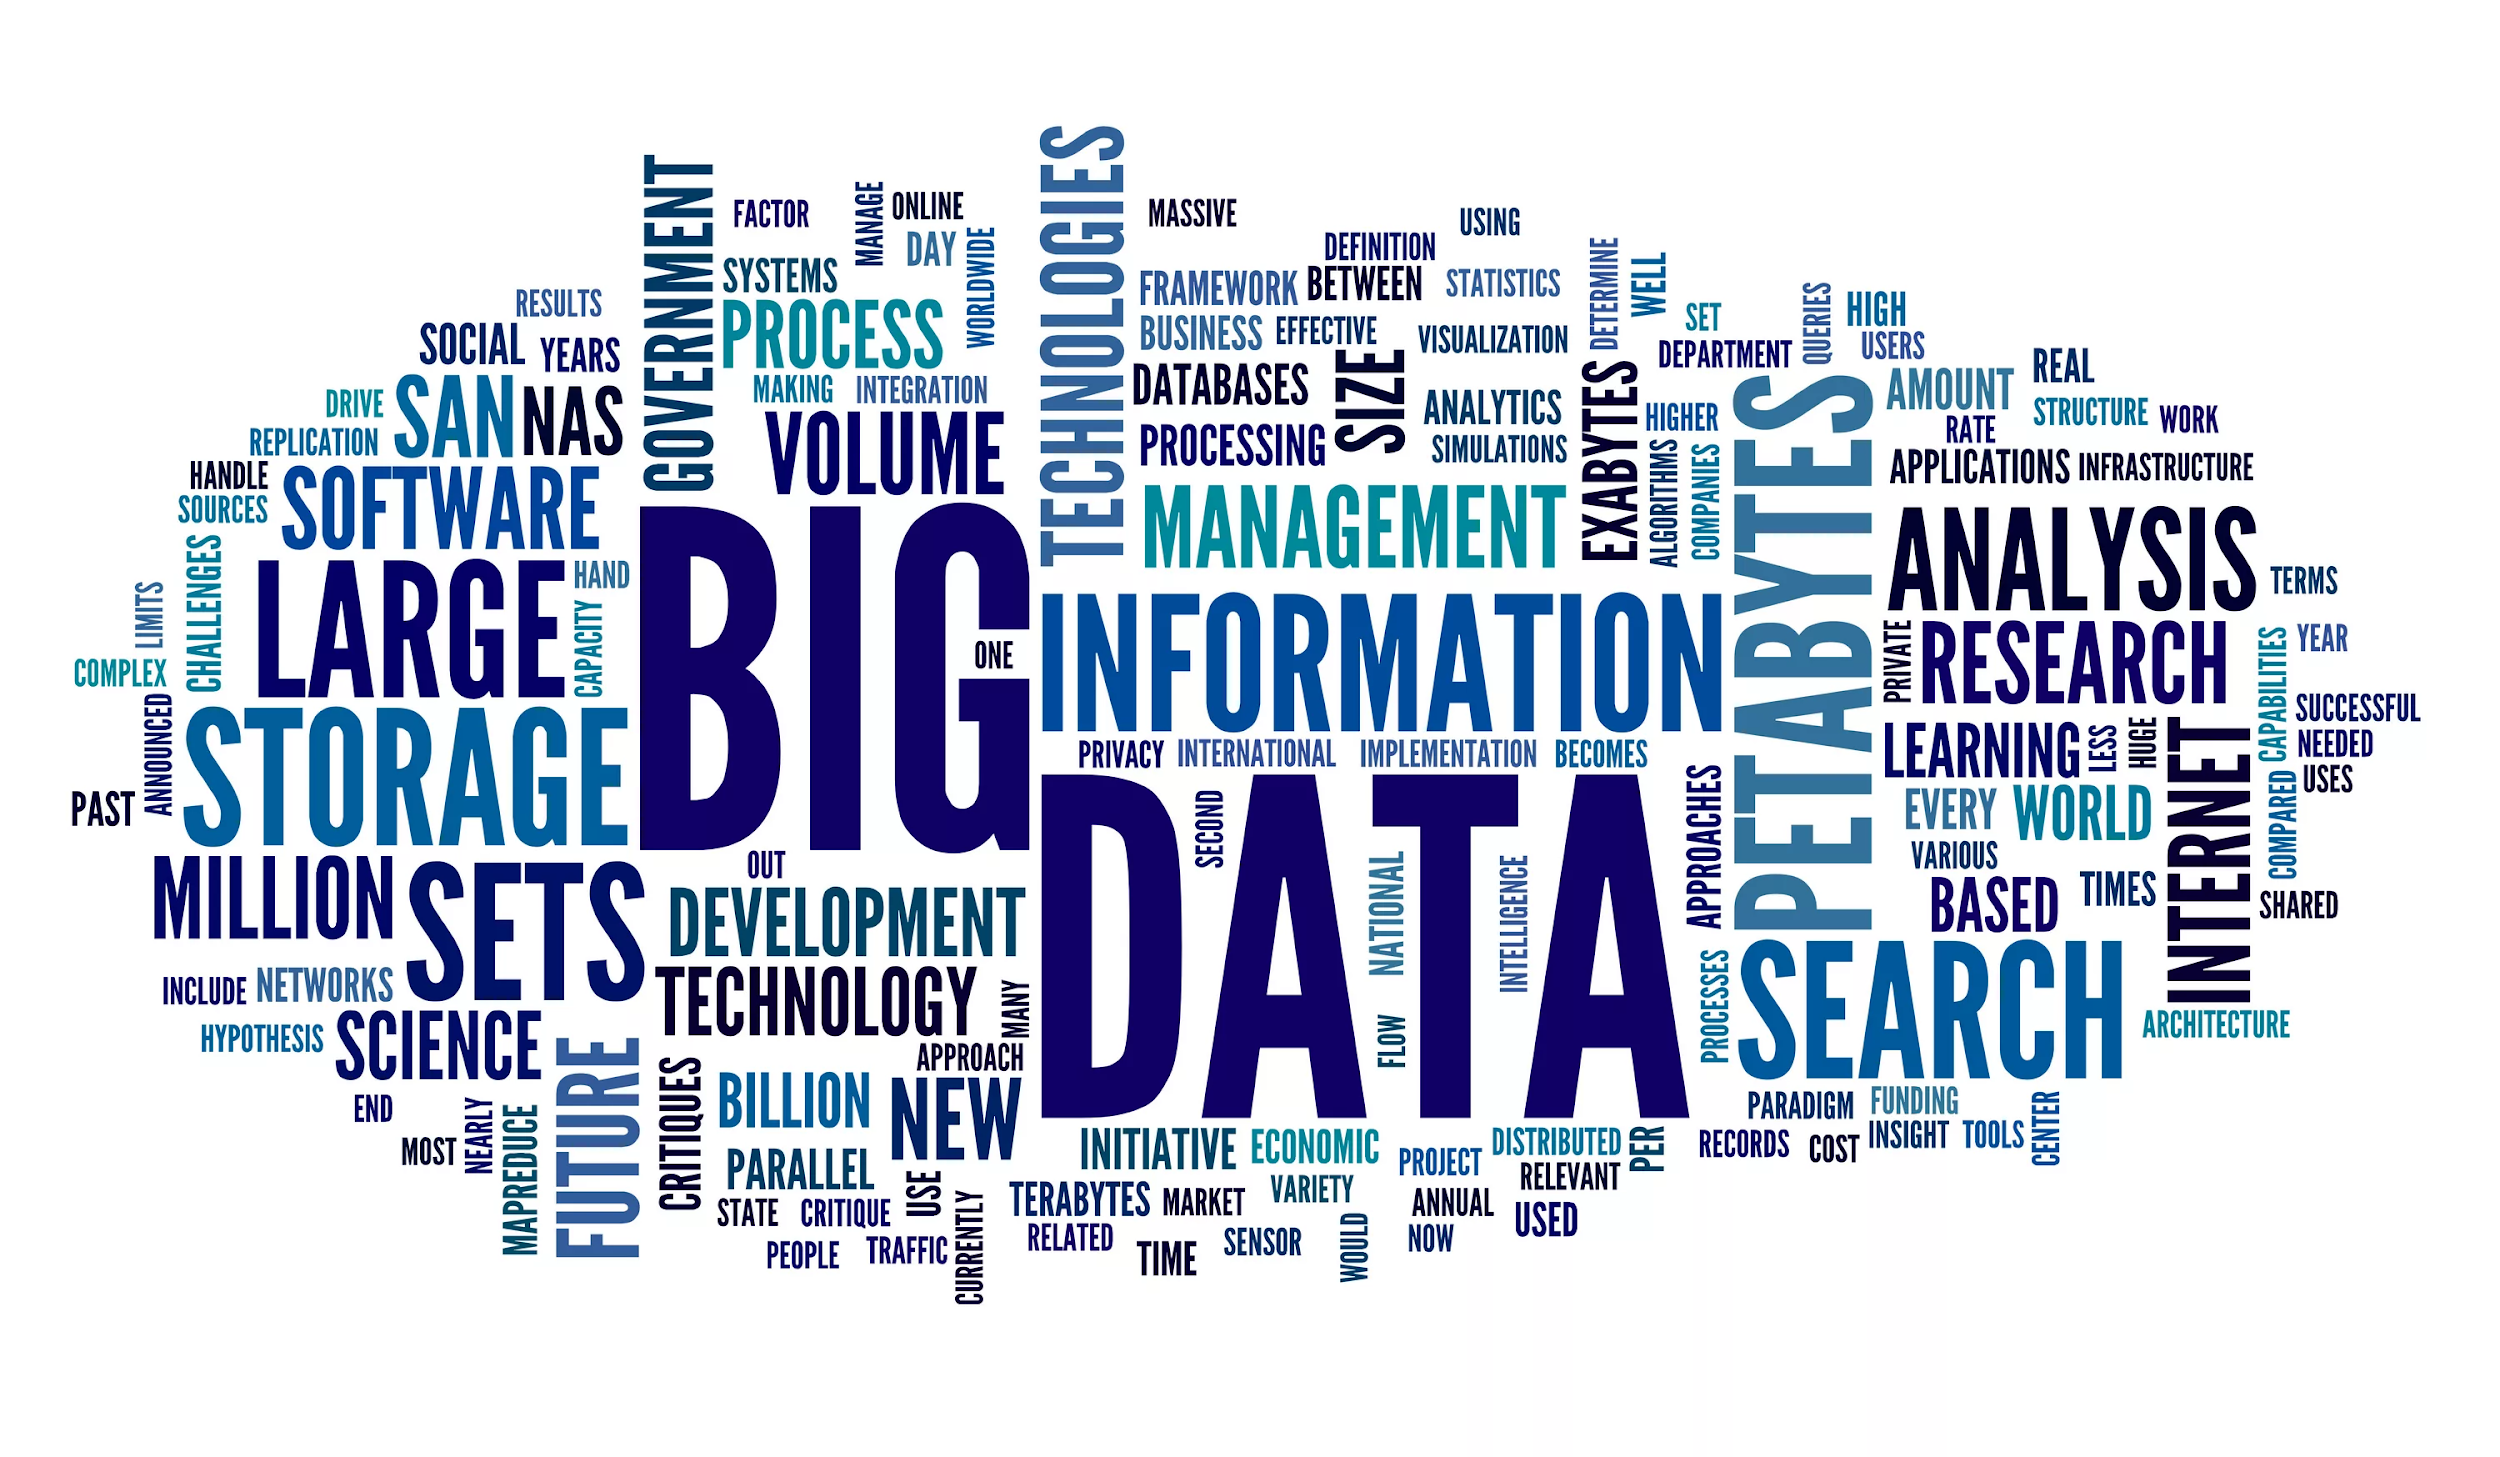 GOVERNMENT
FACTOR
MANAGE
ONLINE
DAY
WORLDWIDE
SYSTEMS
PROCESS
MAKING
INTEGRATION
VOLUME
TECHNOLOGIES
MASSIVE
USING
DEFINITION
FRAMEWORK
BETWEEN
STATISTICS
BUSINESS
EFFECTIVE
VISUALIZATION
DATABASES
SIZE
ANALYTICS
PROCESSING
SIMULATIONS
MANAGEMENT
DETERMINE
WELL
SET
DEPARTMENT
QUERIES
HIGH
USERS
EXABYTES
HIGHER
ALGORITHMS
COMPANIES
PETABYTES
AMOUNT
REAL
RATE
STRUCTURE
WORK
APPLICATIONS
INFRASTRUCTURE
ANALYSIS
TERMS
RESULTS
SOCIAL
YEARS
DRIVE
SAN
NAS
REPLICATION
HANDLE
SOURCES
SOFTWARE
CHALLENGES
LIMITS
LARGE
HAND
CAPACITY
COMPLEX
ANNOUNCED
STORAGE
PAST
BIG
ONE
INFORMATION
PRIVATE
RESEARCH
CAPABILITIES
YEAR
PRIVACY
INTERNATIONAL
IMPLEMENTATION
BECOMES
LEARNING
LESS
HUGE
INTERNET
SUCCESSFUL
NEEDED
USES
COMPARED
EVERY
WORLD
VARIOUS
BASED
TIMES
SHARED
DATA
SECOND
NATIONAL
FLOW
INTELLIGENCE
APPROACHES
PROCESSES
SEARCH
ARCHITECTURE
MILLION
SETS
OUT
DEVELOPMENT
TECHNOLOGY
MANY
INCLUDE
NETWORKS
HYPOTHESIS
SCIENCE
APPROACH
END
MOST
NEARLY
MAPREDUCE
FUTURE
CRITIQUES
BILLION
NEW
PARALLEL
STATE
CRITIQUE
USE
PEOPLE
TRAFFIC
CURRENTLY
INITIATIVE
ECONOMIC
PROJECT
DISTRIBUTED
PER
RELEVANT
TERABYTES
MARKET
VARIETY
ANNUAL
USED
RELATED
TIME
SENSOR
WOULD
NOW
PARADIGM
FUNDING
RECORDS
COST
INSIGHT
TOOLS
CENTER